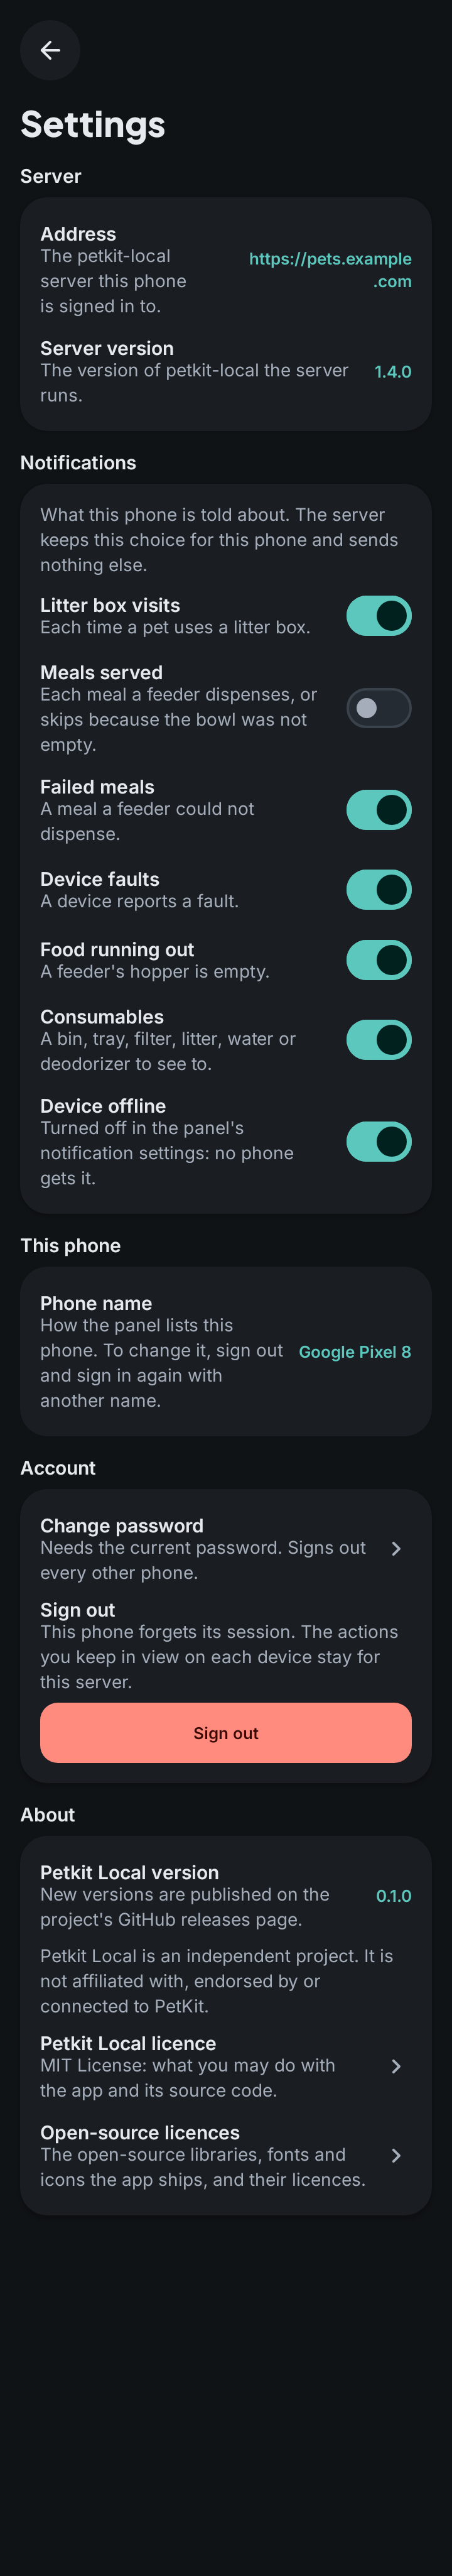 Settings
Server
Address
The petkit-local
server this phone
is signed in to.
https://pets.example
.com
Server version
The version of petkit-local the server
runs.
1.4.0
Notifications
What this phone is told about. The server
keeps this choice for this phone and sends
nothing else.
Litter box visits
Each time a pet uses a litter box.
Meals served
Each meal a feeder dispenses, or
skips because the bowl was not
empty.
Failed meals
A meal a feeder could not
dispense.
Device faults
A device reports a fault.
Food running out
A feeder's hopper is empty.
Consumables
A bin, tray, filter, litter, water or
deodorizer to see to.
Device offline
Turned off in the panel's
notification settings: no phone
gets it.
This phone
Phone name
How the panel lists this
phone. To change it, sign out
and sign in again with
another name.
Google Pixel 8
Account
Change password
Needs the current password. Signs out
every other phone.
Sign out
This phone forgets its session. The actions
you keep in view on each device stay for
this server.
Sign out
About
Petkit Local version
New versions are published on the
project's GitHub releases page.
0.1.0
Petkit Local is an independent project. It is
not affiliated with, endorsed by or
connected to PetKit.
Petkit Local licence
MIT License: what you may do with
the app and its source code.
Open-source licences
The open-source libraries, fonts and
icons the app ships, and their licences.